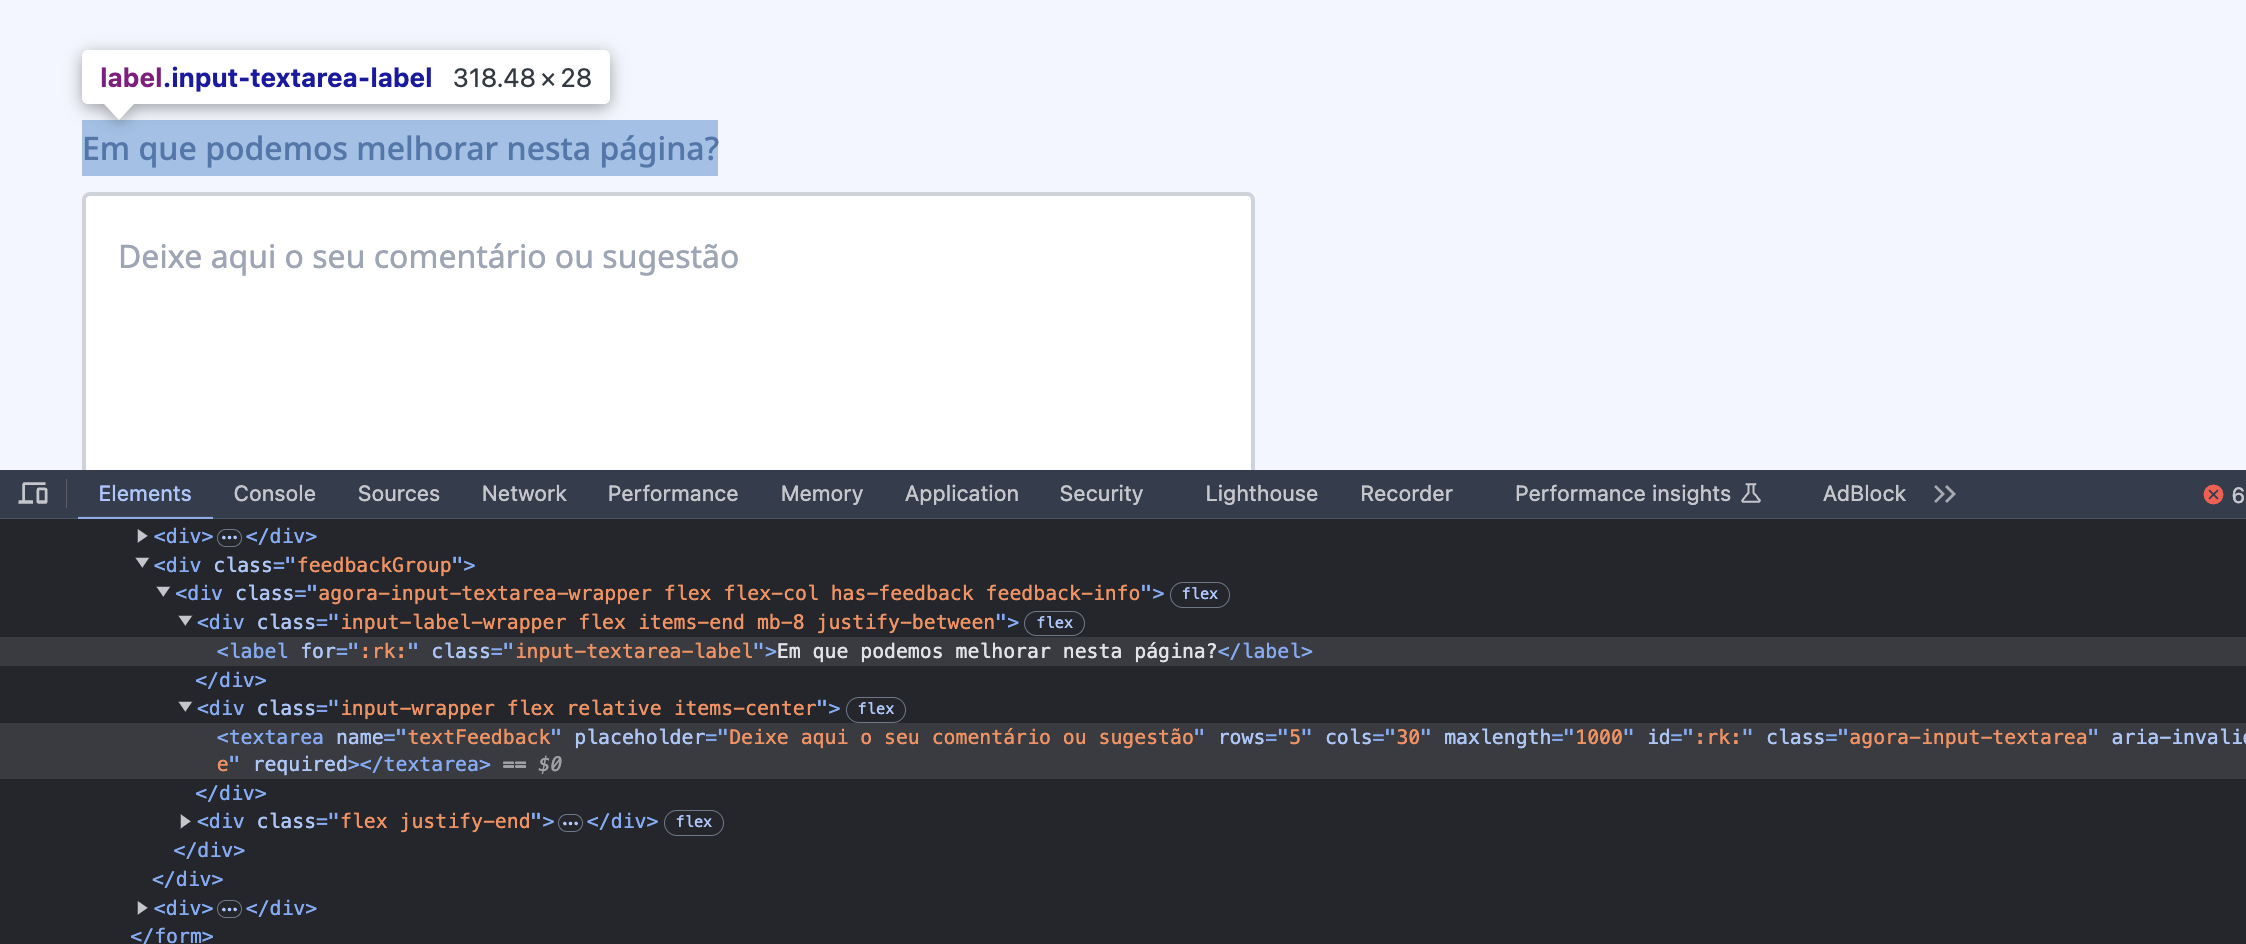 label.input-textarea-label 318.48 × 28
Em que podemos melhorar nesta página?
Deixe aqui o seu comentário ou sugestão
Elements Console Sources Network Performance Memory Application Security Lighthouse Recorder Performance insights AdBlock 6
<div> … </div>
<div class="feedbackGroup">
<div class="agora-input-textarea-wrapper flex flex-col has-feedback feedback-info"> flex
<div class="input-label-wrapper flex items-end mb-8 justify-between"> flex
<label for=":rk:" class="input-textarea-label">Em que podemos melhorar nesta página?</label>
</div>
<div class="input-wrapper flex relative items-center"> flex
<textarea name="textFeedback" placeholder="Deixe aqui o seu comentário ou sugestão" rows="5" cols="30" maxlength="1000" id=":rk:" class="agora-input-textarea" aria-invali
e" required></textarea> == $0
</div>
<div class="flex justify-end"> … </div> flex
</div>
</div>
<div> … </div>
</form>